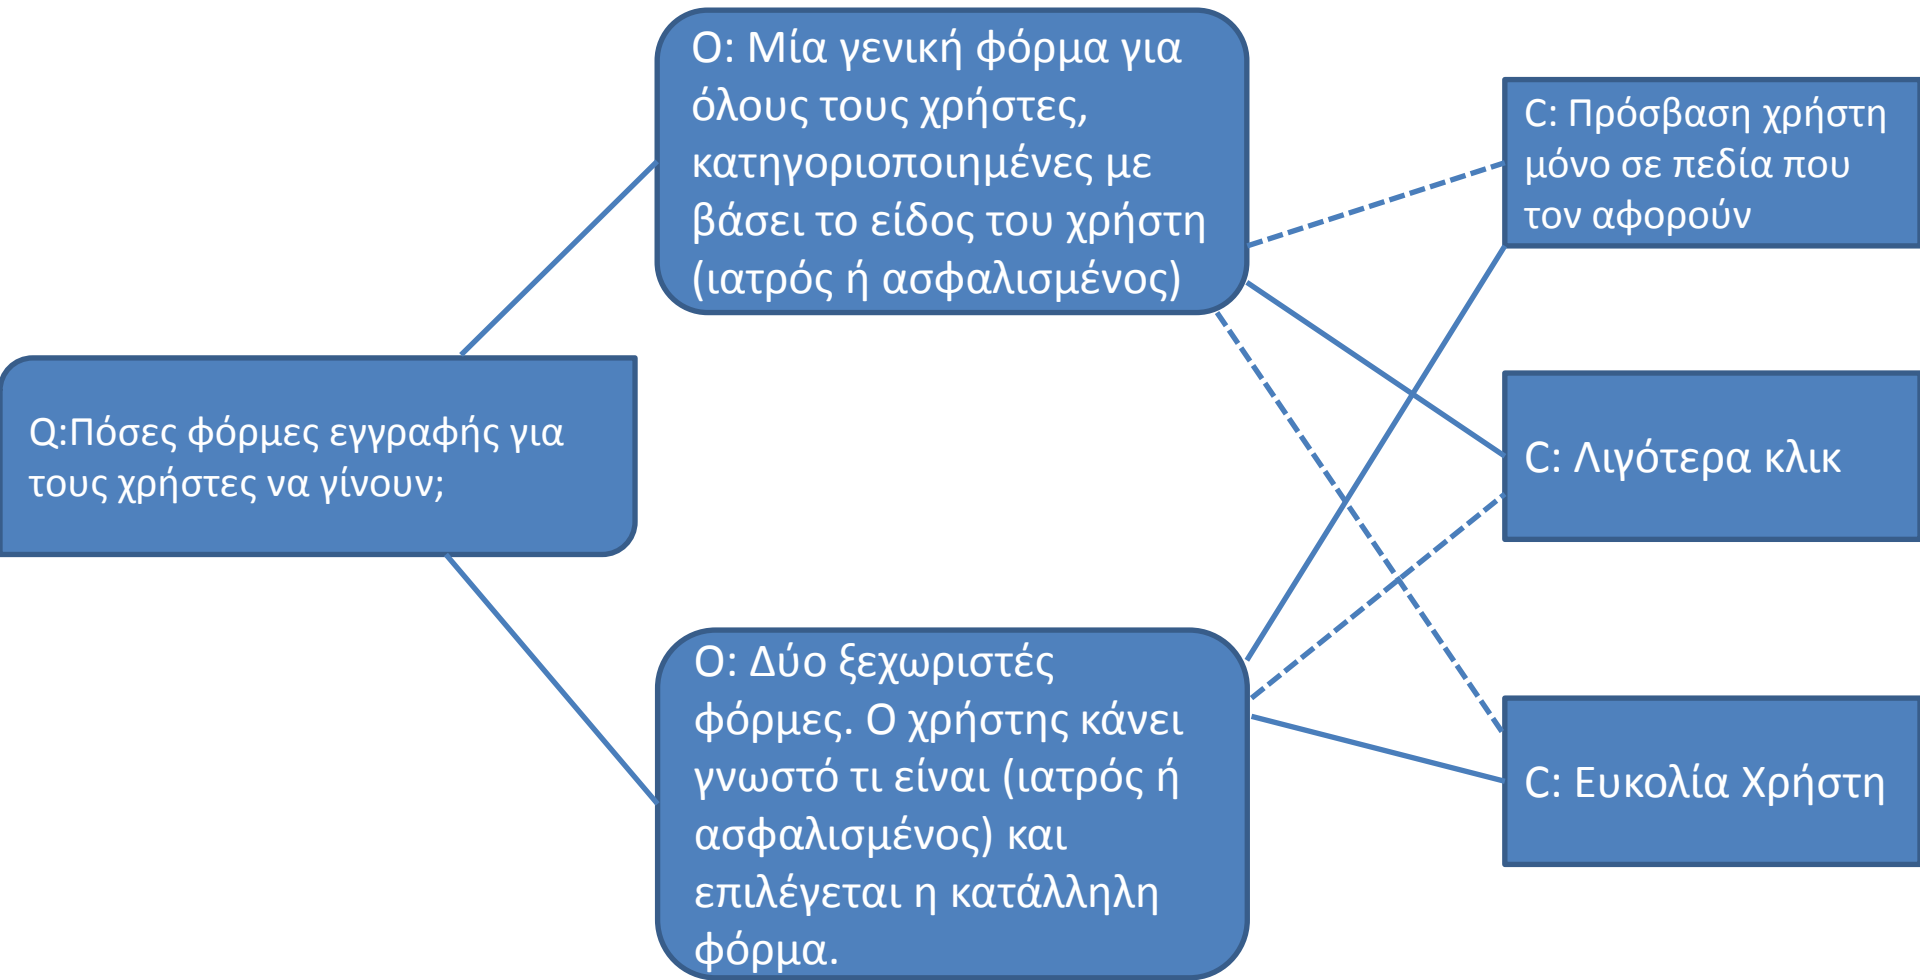 Q:Πόσες φόρμες εγγραφής για
τους χρήστες να γίνουν;
O: Μία γενική φόρμα για
όλους τους χρήστες,
κατηγοριοποιημένες με
βάσει το είδος του χρήστη
(ιατρός ή ασφαλισμένος)
O: Δύο ξεχωριστές
φόρμες. Ο χρήστης κάνει
γνωστό τι είναι (ιατρός ή
ασφαλισμένος) και
επιλέγεται η κατάλληλη
φόρμα.
C: Πρόσβαση χρήστη
μόνο σε πεδία που
τον αφορούν
C: Λιγότερα κλικ
C: Ευκολία Χρήστη